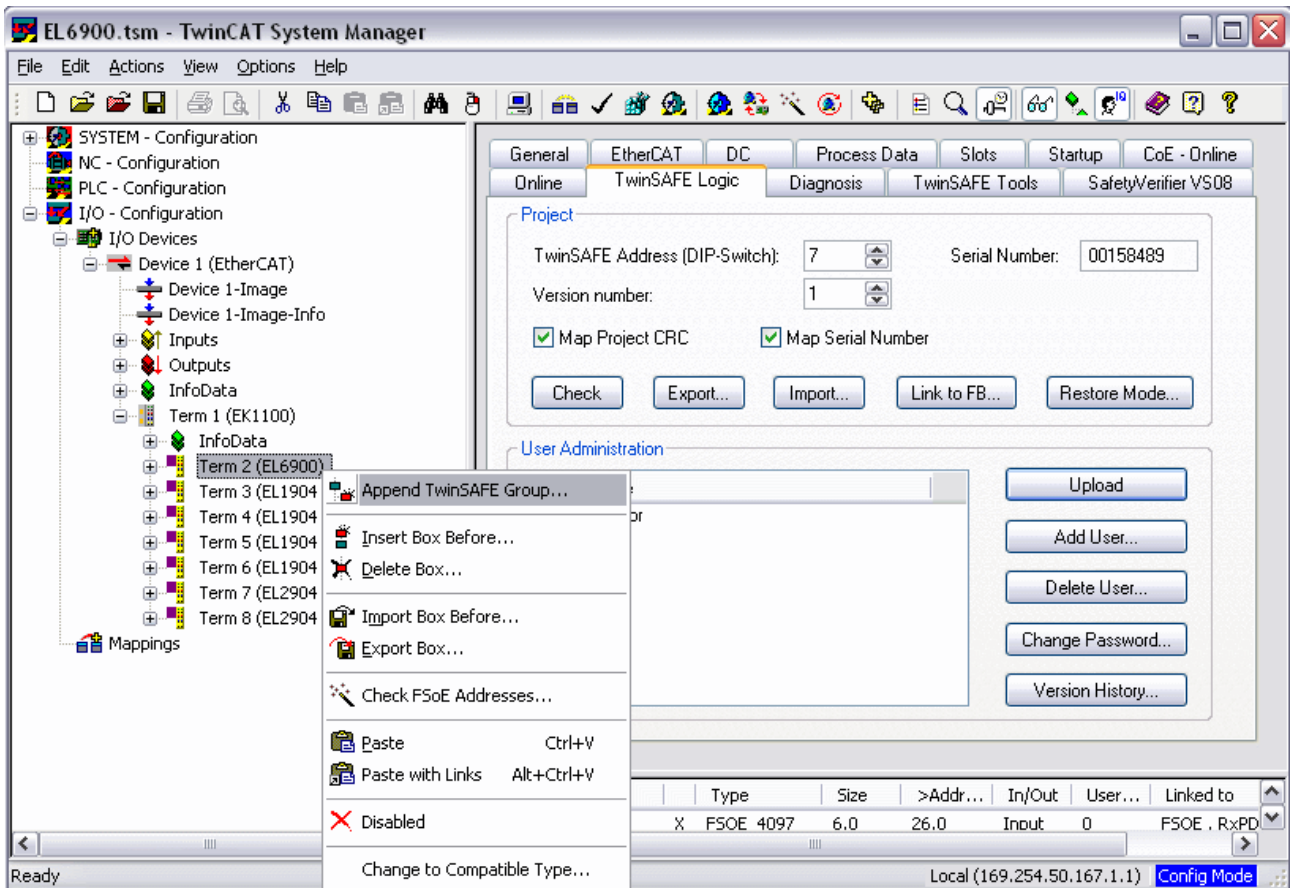 EL6900.tsm - TwinCAT System Manager
File Edit Actions View Options Help
SYSTEM - Configuration
NC - Configuration
PLC - Configuration
I/O - Configuration
I/O Devices
Device 1 (EtherCAT)
Device 1-Image
Device 1-Image-Info
Inputs
Outputs
InfoData
Term 1 (EK1100)
InfoData
Term 2 (EL6900)
Term 3 (EL1904
Term 4 (EL1904
Term 5 (EL1904
Term 6 (EL1904
Term 7 (EL2904
Term 8 (EL2904
Mappings
Append TwinSAFE Group...
Insert Box Before...
Delete Box...
Import Box Before...
Export Box...
Check FSoE Addresses...
Paste Ctrl+V
Paste with Links Alt+Ctrl+V
Disabled
Change to Compatible Type...
General EtherCAT DC Process Data Slots Startup CoE - Online
Online TwinSAFE Logic Diagnosis TwinSAFE Tools SafetyVerifier VS08
Project
TwinSAFE Address (DIP-Switch): 7 Serial Number: 00158489
Version number: 1
Map Project CRC Map Serial Number
Check Export... Import... Link to FB... Restore Mode...
User Administration
or
Upload
Add User...
Delete User...
Change Password...
Version History...
Type Size >Addr... In/Out User... Linked to
X FSOE_4097 6.0 26.0 Input 0 FSOE . RxPD
Ready Local (169.254.50.167.1.1) Config Mode